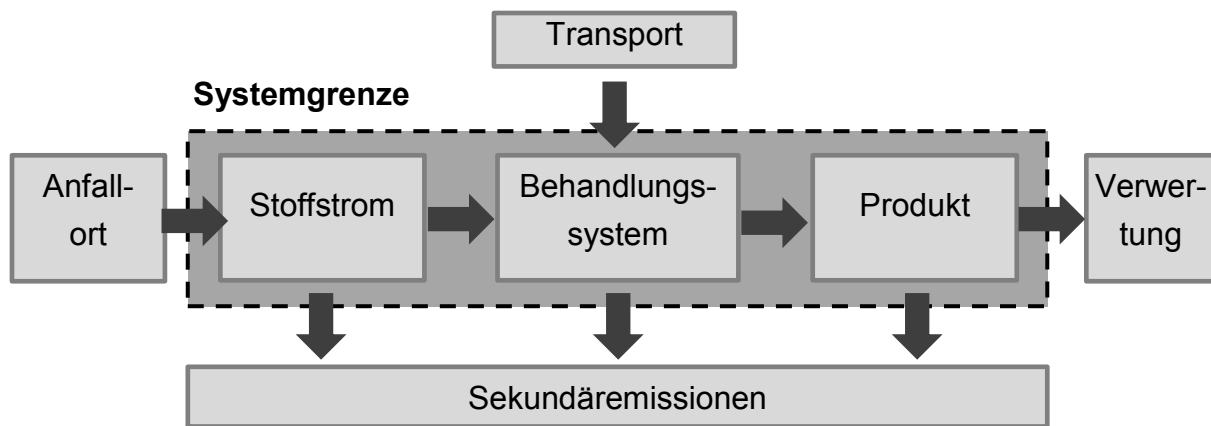 Transport
Systemgrenze
Anfall-
ort
Stoffstrom
Behandlungs-
system
Produkt
Verwer-
tung
Sekundäremissionen